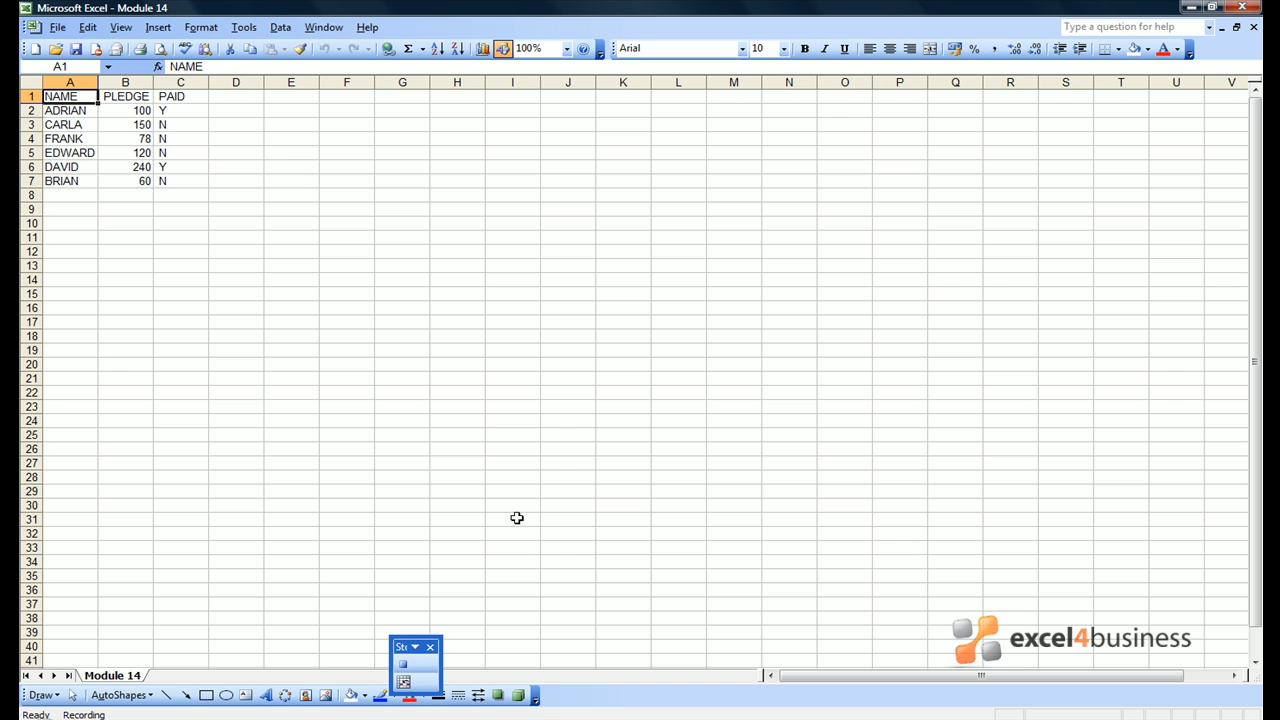 Microsoft Excel - Module 14
File Edit View Insert Format Tools Data Window Help
Type a question for help
100%
Arial
10
B I U
A1
fx NAME
A B C D E F G H I J K L M N O P Q R S T U V
1 NAME PLEDGE PAID
2 ADRIAN 100 Y
3 CARLA 150 N
4 FRANK 78 N
5 EDWARD 120 N
6 DAVID 240 Y
7 BRIAN 60 N
8
9
10
11
12
13
14
15
16
17
18
19
20
21
22
23
24
25
26
27
28
29
30
31
32
33
34
35
36
37
38
39
40
41
excel4business
Module 14
Draw AutoShapes
Ready Recording